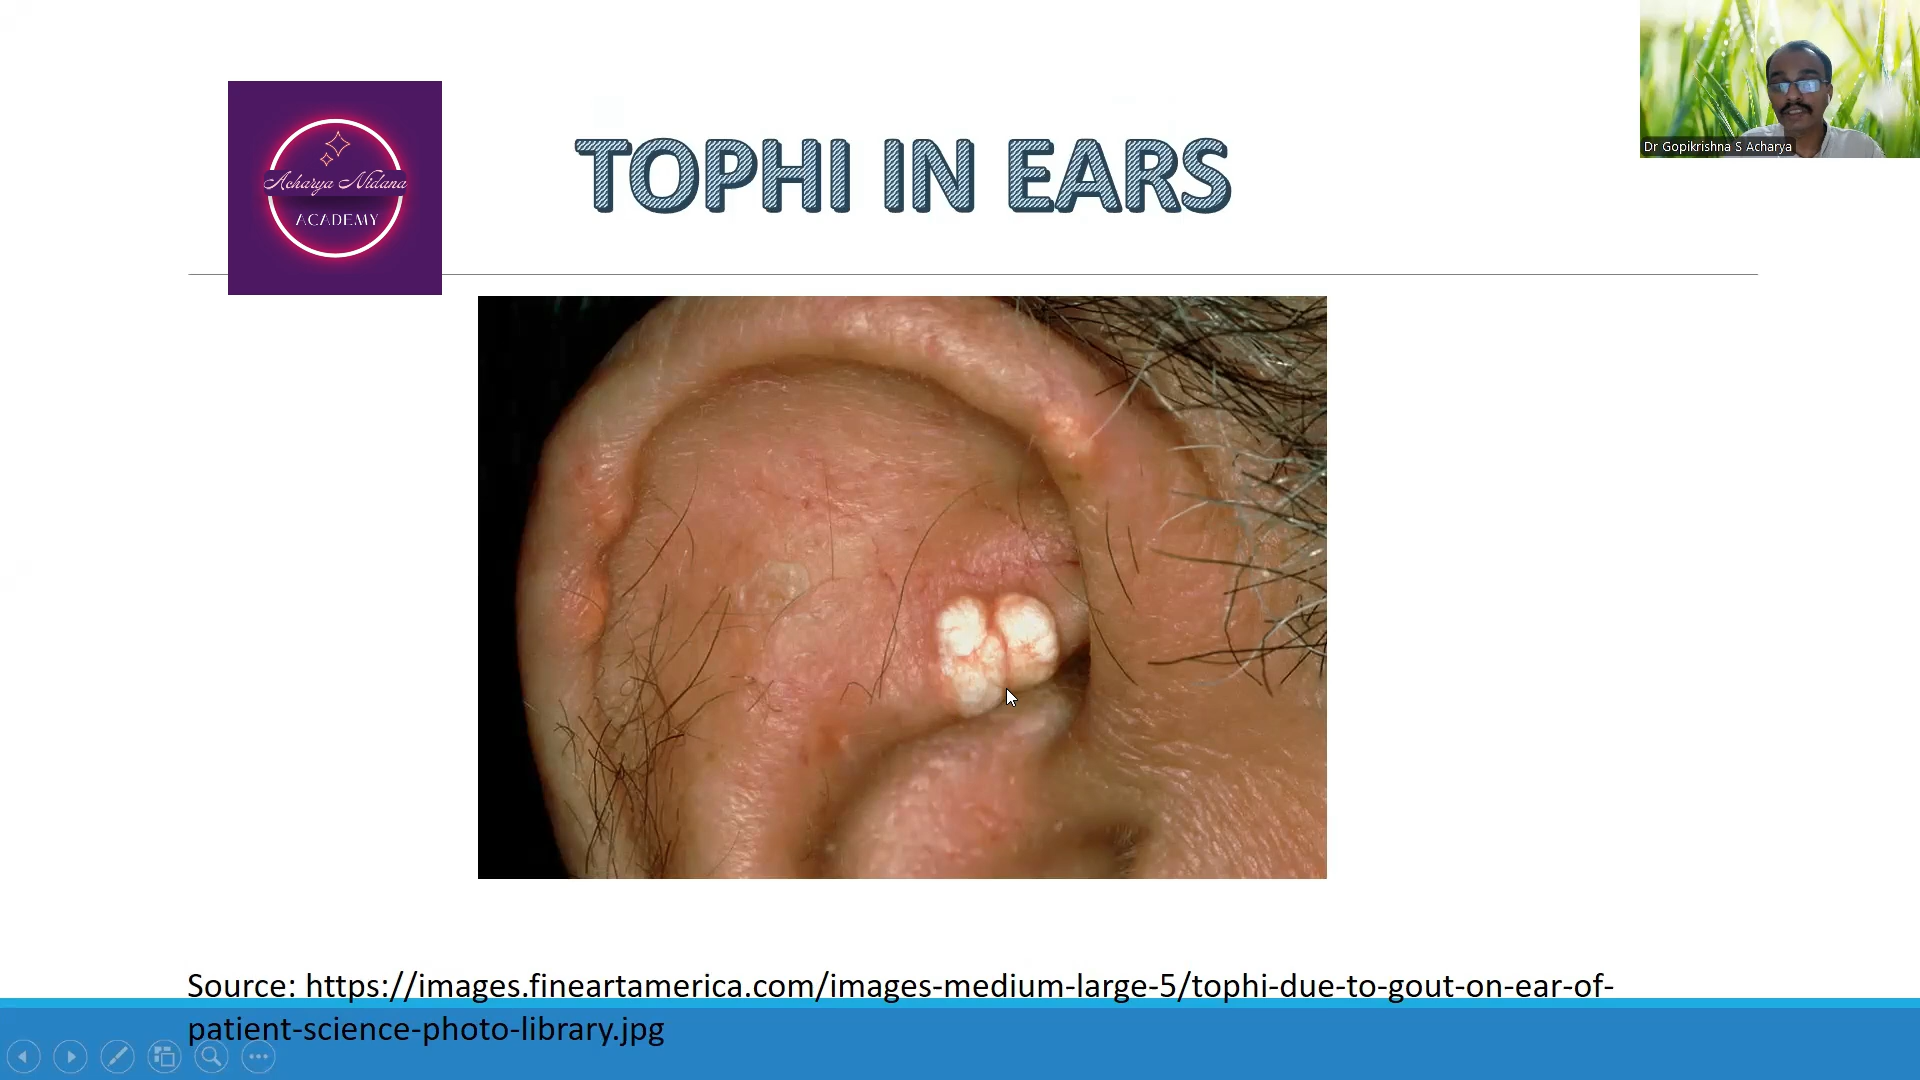 Acharya Nidana
ACADEMY
TOPHI IN EARS
Dr Gopikrishna S Acharya
Source: https://images.fineartamerica.com/images-medium-large-5/tophi-due-to-gout-on-ear-of-
patient-science-photo-library.jpg